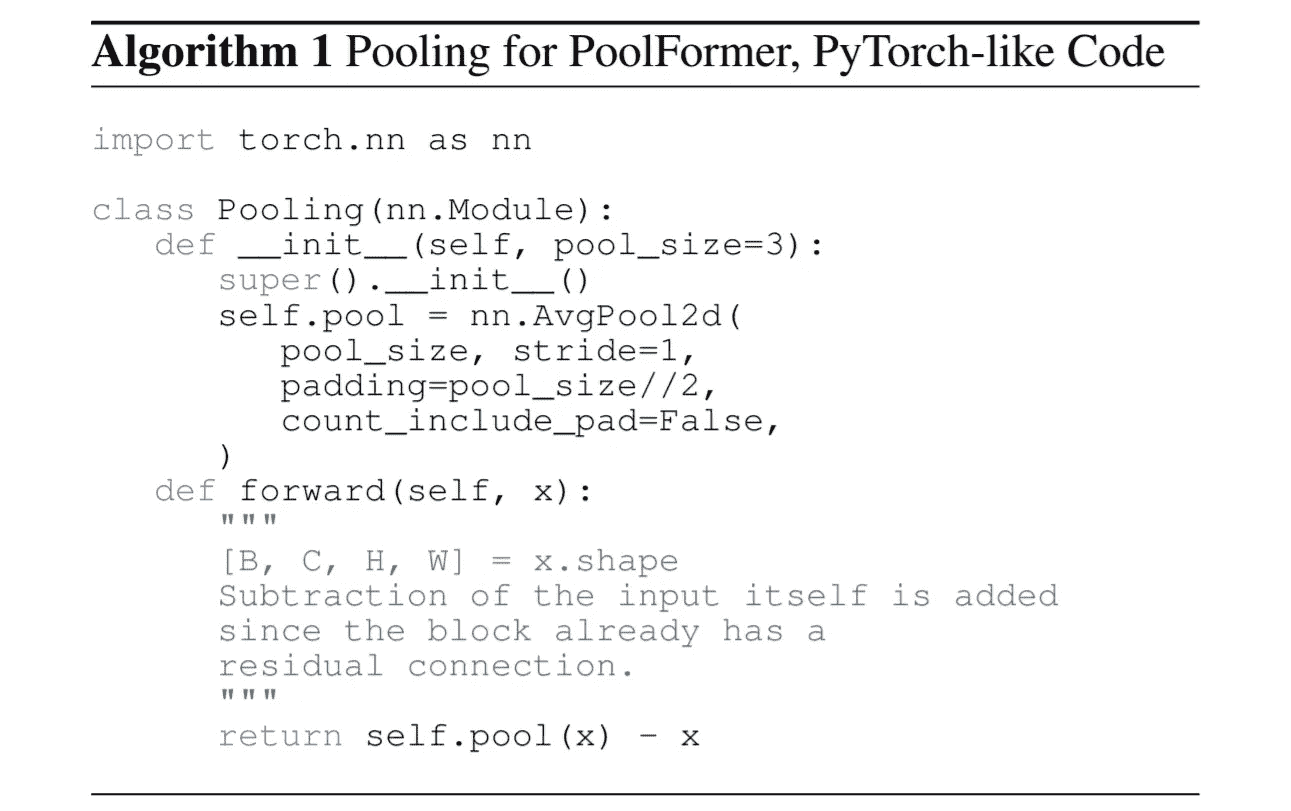 Algorithm 1 Pooling for PoolFormer, PyTorch-like Code
import torch.nn as nn
class Pooling(nn.Module):
def __init__(self, pool_size=3):
super().__init__()
self.pool = nn.AvgPool2d(
pool_size, stride=1,
padding=pool_size//2,
count_include_pad=False,
)
def forward(self, x):
"""
[B, C, H, W] = x.shape
Subtraction of the input itself is added
since the block already has a
residual connection.
"""
return self.pool(x) - x